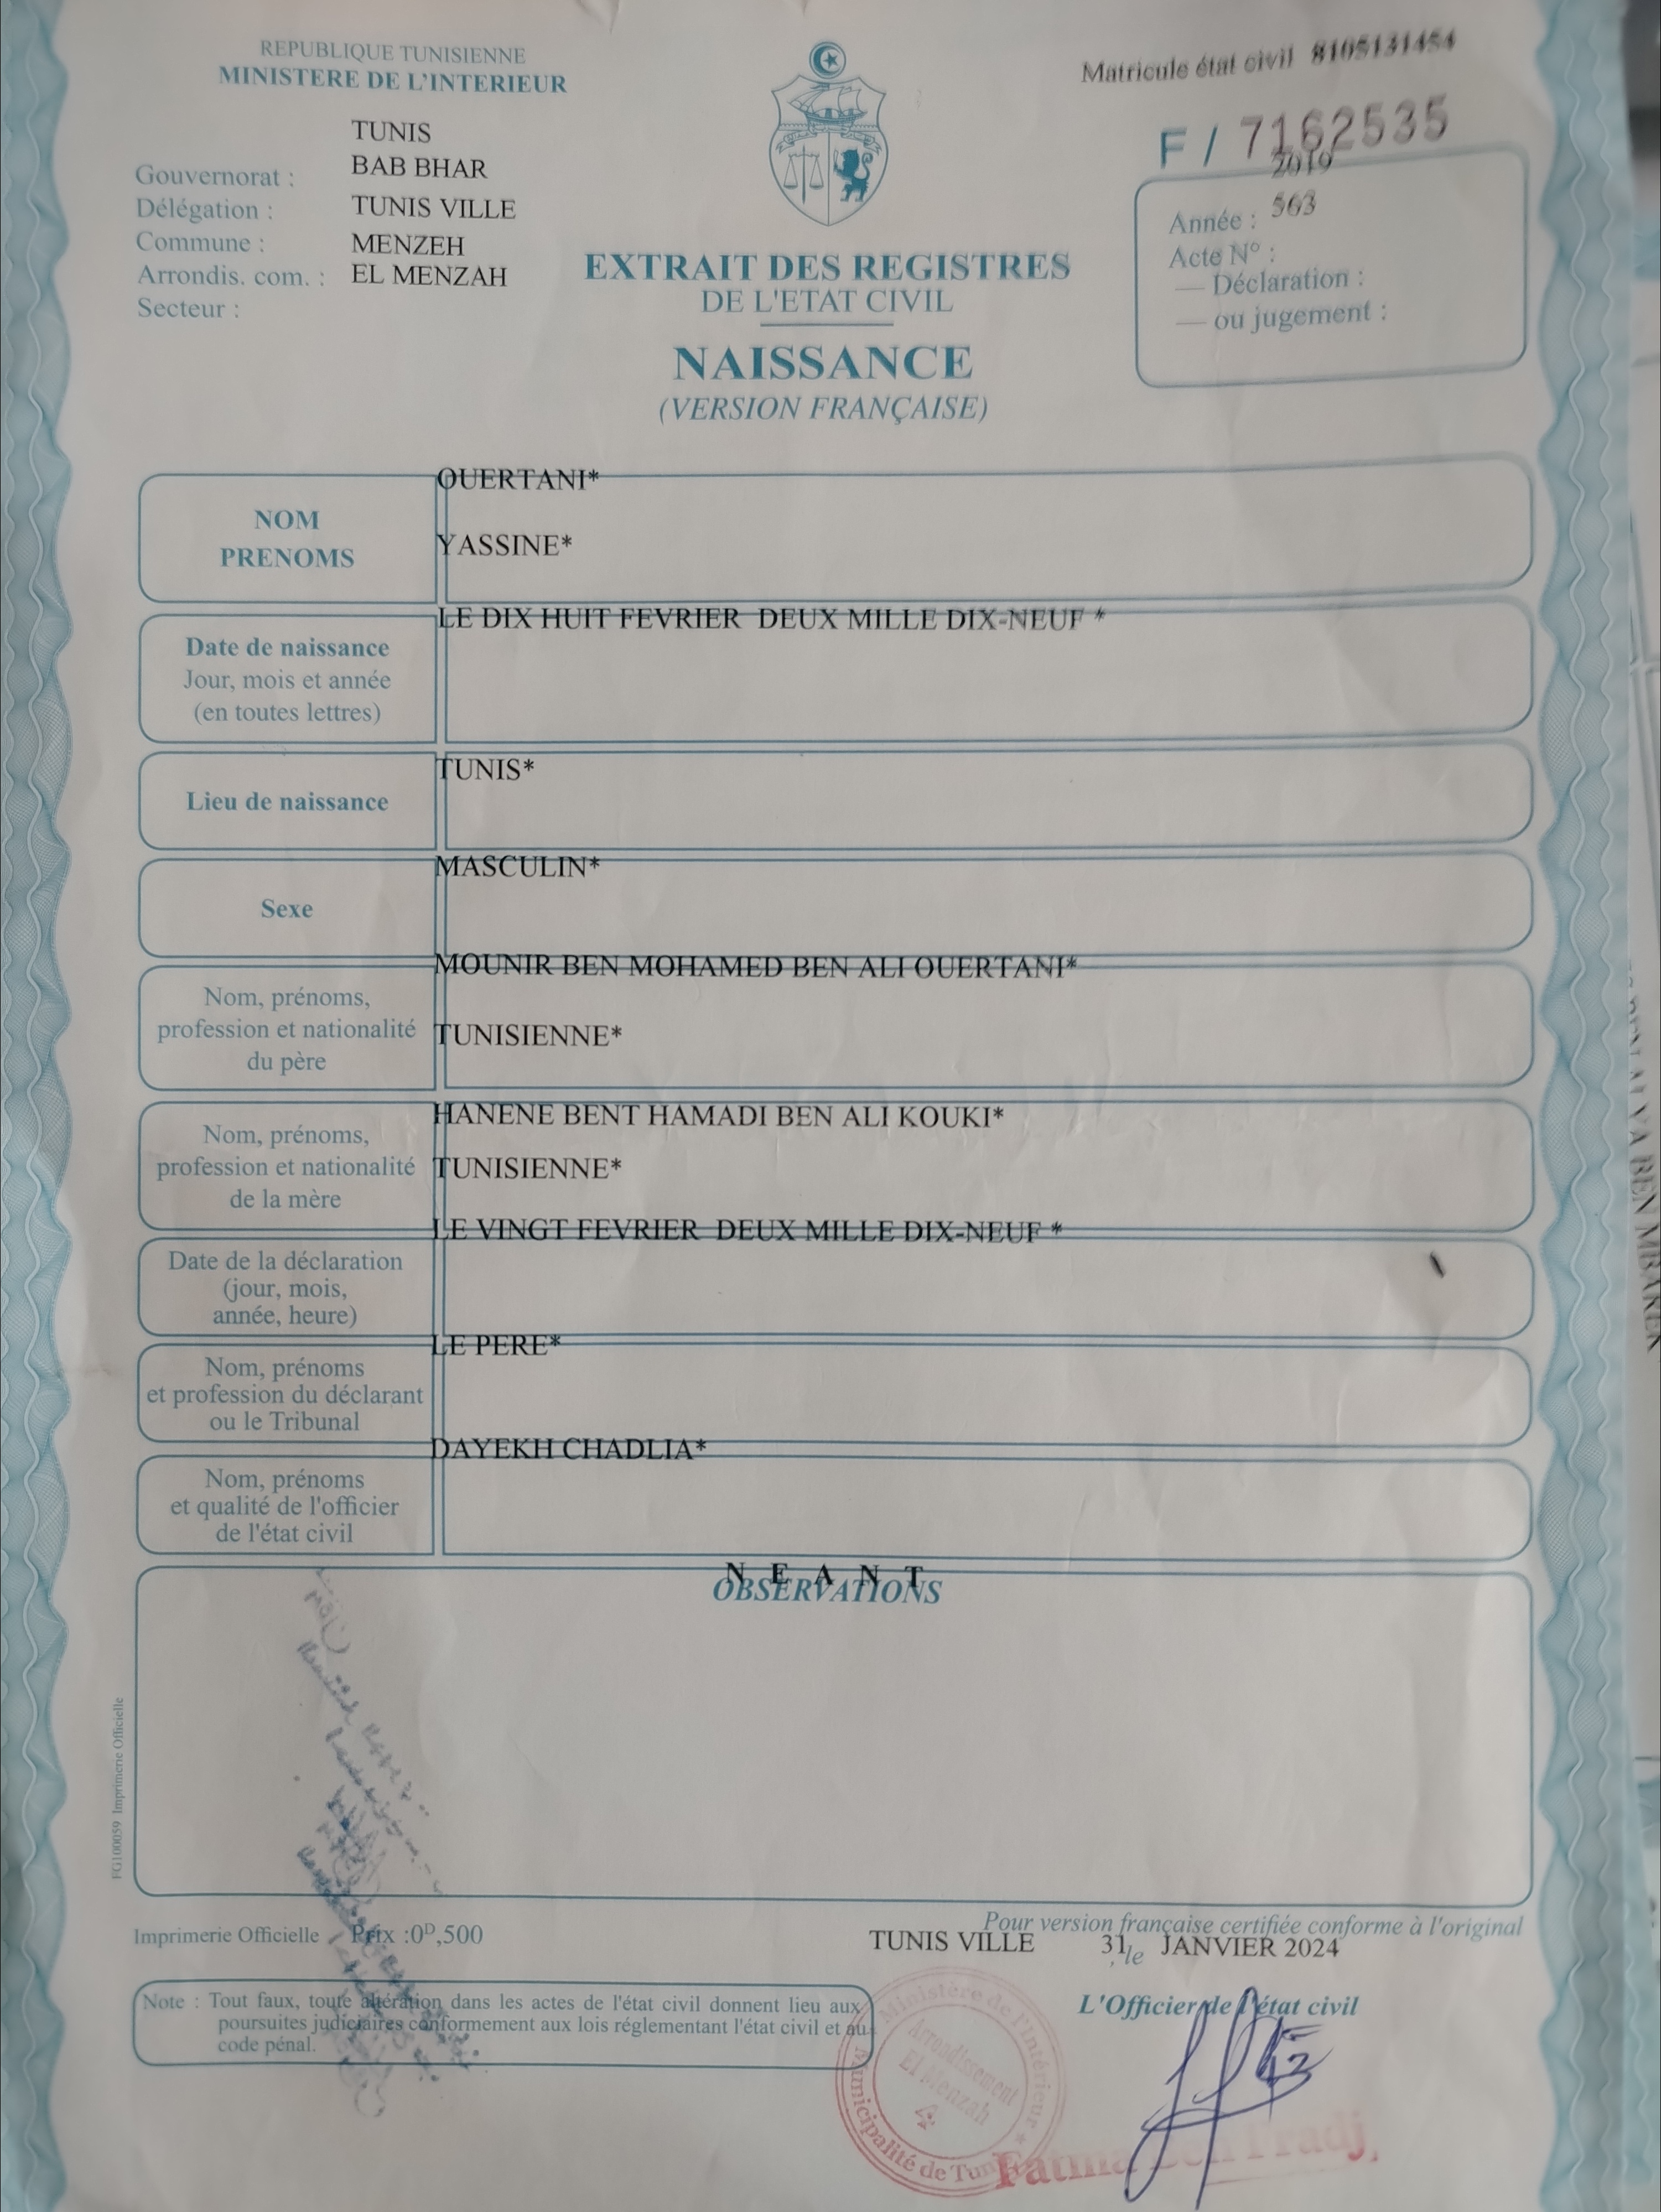 REPUBLIQUE TUNISIENNE
MINISTERE DE L'INTERIEUR
Matricule état civil 8105131454
F / 7162535
TUNIS
Gouvernorat : BAB BHAR
Délégation : TUNIS VILLE
Commune : MENZEH
Arrondis. com. : EL MENZAH
Secteur :
2019
Année : 563
Acte N° :
— Déclaration :
— ou jugement :
EXTRAIT DES REGISTRES
DE L'ETAT CIVIL
NAISSANCE
(VERSION FRANÇAISE)
OUERTANI*
NOM
YASSINE*
PRENOMS
LE DIX HUIT FEVRIER DEUX MILLE DIX-NEUF *
Date de naissance
Jour, mois et année
(en toutes lettres)
TUNIS*
Lieu de naissance
MASCULIN*
Sexe
MOUNIR BEN MOHAMED BEN ALI OUERTANI*
Nom, prénoms,
profession et nationalité
du père
TUNISIENNE*
HANENE BENT HAMADI BEN ALI KOUKI*
Nom, prénoms,
profession et nationalité
de la mère
TUNISIENNE*
LE VINGT FEVRIER DEUX MILLE DIX-NEUF *
Date de la déclaration
(jour, mois,
année, heure)
LE PERE*
Nom, prénoms
et profession du déclarant
ou le Tribunal
DAYEKH CHADLIA*
Nom, prénoms
et qualité de l'officier
de l'état civil
N E A N T
OBSERVATIONS
FG100059 Imprimerie Officielle
Imprimerie Officielle Prix :0ᴰ,500
Pour version française certifiée conforme à l'original
TUNIS VILLE 31 , le JANVIER 2024
L'Officier de l'état civil
Note : Tout faux, toute altération dans les actes de l'état civil donnent lieu aux
poursuites judiciaires conformement aux lois réglementant l'état civil et au
code pénal.
Ministère de l'Intérieur
Arrondissement
El Menzah
4
Municipalité de Tunis
Fatma Ben Fradj
BEN MBAREK